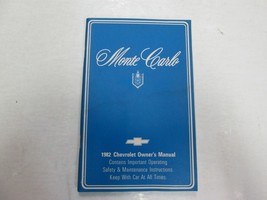 Monte Carlo
1982 Chevrolet Owner's Manual
Contains Important Operating
Safety & Maintenance Instructions
Keep With Car At All Times